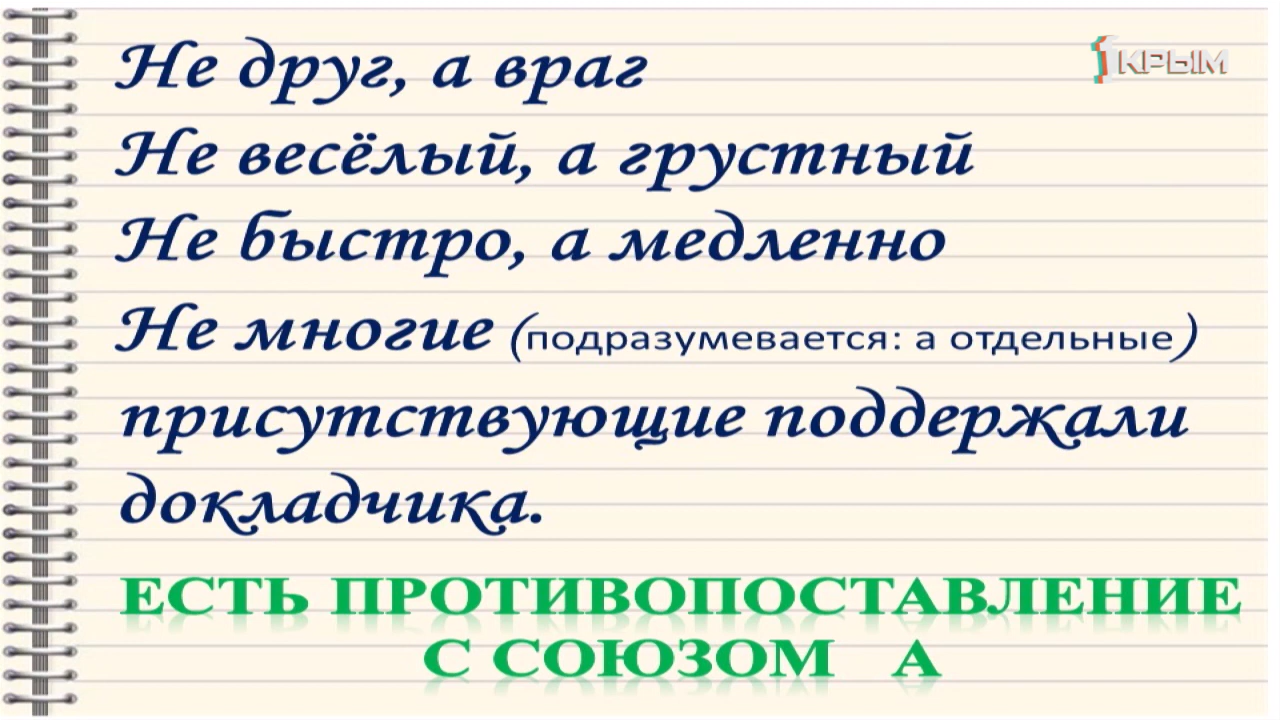 Не друг, а враг
1КРЫМ
Не весёлый, а грустный
Не быстро, а медленно
Не многие (подразумевается: а отдельные)
присутствующие поддержали
докладчика.
ЕСТЬ ПРОТИВОПОСТАВЛЕНИЕ
С СОЮЗОМ А